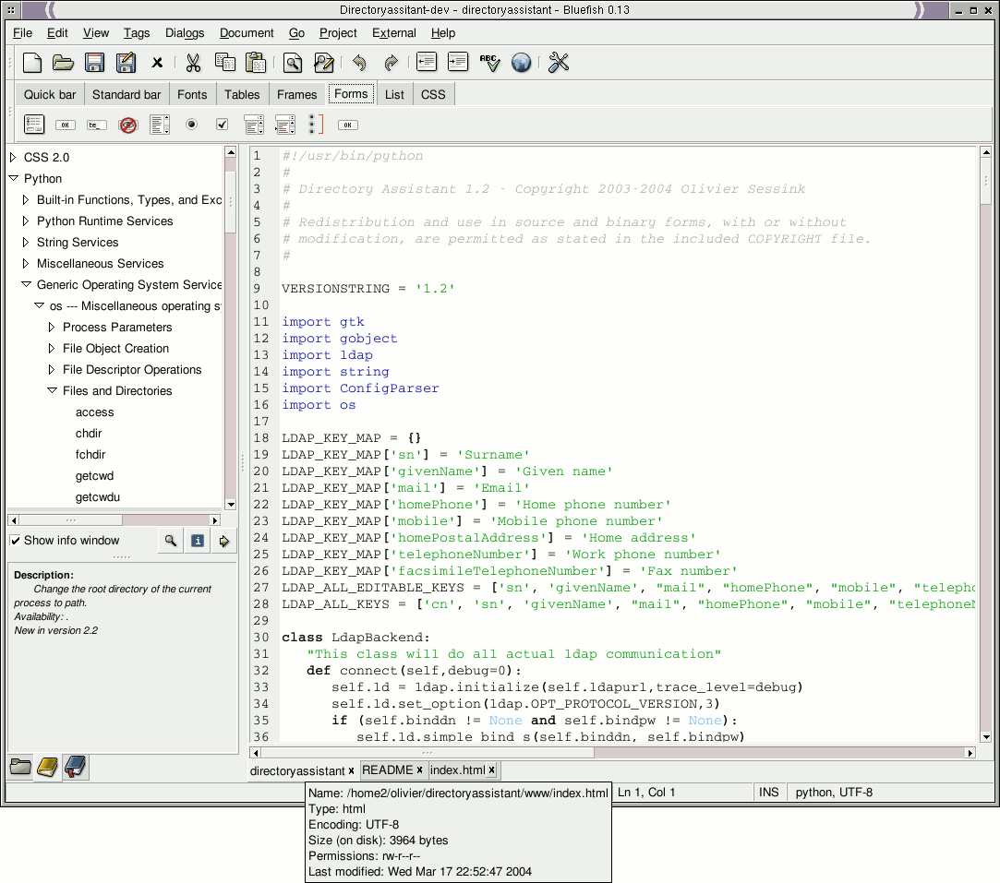 Directoryassitant-dev - directoryassistant - Bluefish 0.13
File Edit View Tags Dialogs Document Go Project External Help
ABC
Quick bar Standard bar Fonts Tables Frames Forms List CSS
OK te_ OK
CSS 2.0
Python
Built-in Functions, Types, and Exc
Python Runtime Services
String Services
Miscellaneous Services
Generic Operating System Service
os --- Miscellaneous operating s
Process Parameters
File Object Creation
File Descriptor Operations
Files and Directories
access
chdir
fchdir
getcwd
getcwdu
Show info window
Description:
Change the root directory of the current
process to path.
Availability: .
New in version 2.2
1 #!/usr/bin/python
2 #
3 # Directory Assistant 1.2 - Copyright 2003-2004 Olivier Sessink
4 #
5 # Redistribution and use in source and binary forms, with or without
6 # modification, are permitted as stated in the included COPYRIGHT file.
7 #
8
9 VERSIONSTRING = '1.2'
10
11 import gtk
12 import gobject
13 import ldap
14 import string
15 import ConfigParser
16 import os
17
18 LDAP_KEY_MAP = {}
19 LDAP_KEY_MAP['sn'] = 'Surname'
20 LDAP_KEY_MAP['givenName'] = 'Given name'
21 LDAP_KEY_MAP['mail'] = 'Email'
22 LDAP_KEY_MAP['homePhone'] = 'Home phone number'
23 LDAP_KEY_MAP['mobile'] = 'Mobile phone number'
24 LDAP_KEY_MAP['homePostalAddress'] = 'Home address'
25 LDAP_KEY_MAP['telephoneNumber'] = 'Work phone number'
26 LDAP_KEY_MAP['facsimileTelephoneNumber'] = 'Fax number'
27 LDAP_ALL_EDITABLE_KEYS = ['sn', 'givenName', "mail", "homePhone", "mobile", "telepho
28 LDAP_ALL_KEYS = ['cn', 'sn', 'givenName', "mail", "homePhone", "mobile", "telephoneN
29
30 class LdapBackend:
31 "This class will do all actual ldap communication"
32 def connect(self,debug=0):
33 self.ld = ldap.initialize(self.ldapurl,trace_level=debug)
34 self.ld.set_option(ldap.OPT_PROTOCOL_VERSION,3)
35 if (self.binddn != None and self.bindpw != None):
36 self.ld.simple_bind_s(self.binddn, self.bindpw)
directoryassistant README index.html
Ln 1, Col 1 INS python, UTF-8
Name: /home2/olivier/directoryassistant/www/index.html
Type: html
Encoding: UTF-8
Size (on disk): 3964 bytes
Permissions: rw-r--r--
Last modified: Wed Mar 17 22:52:47 2004